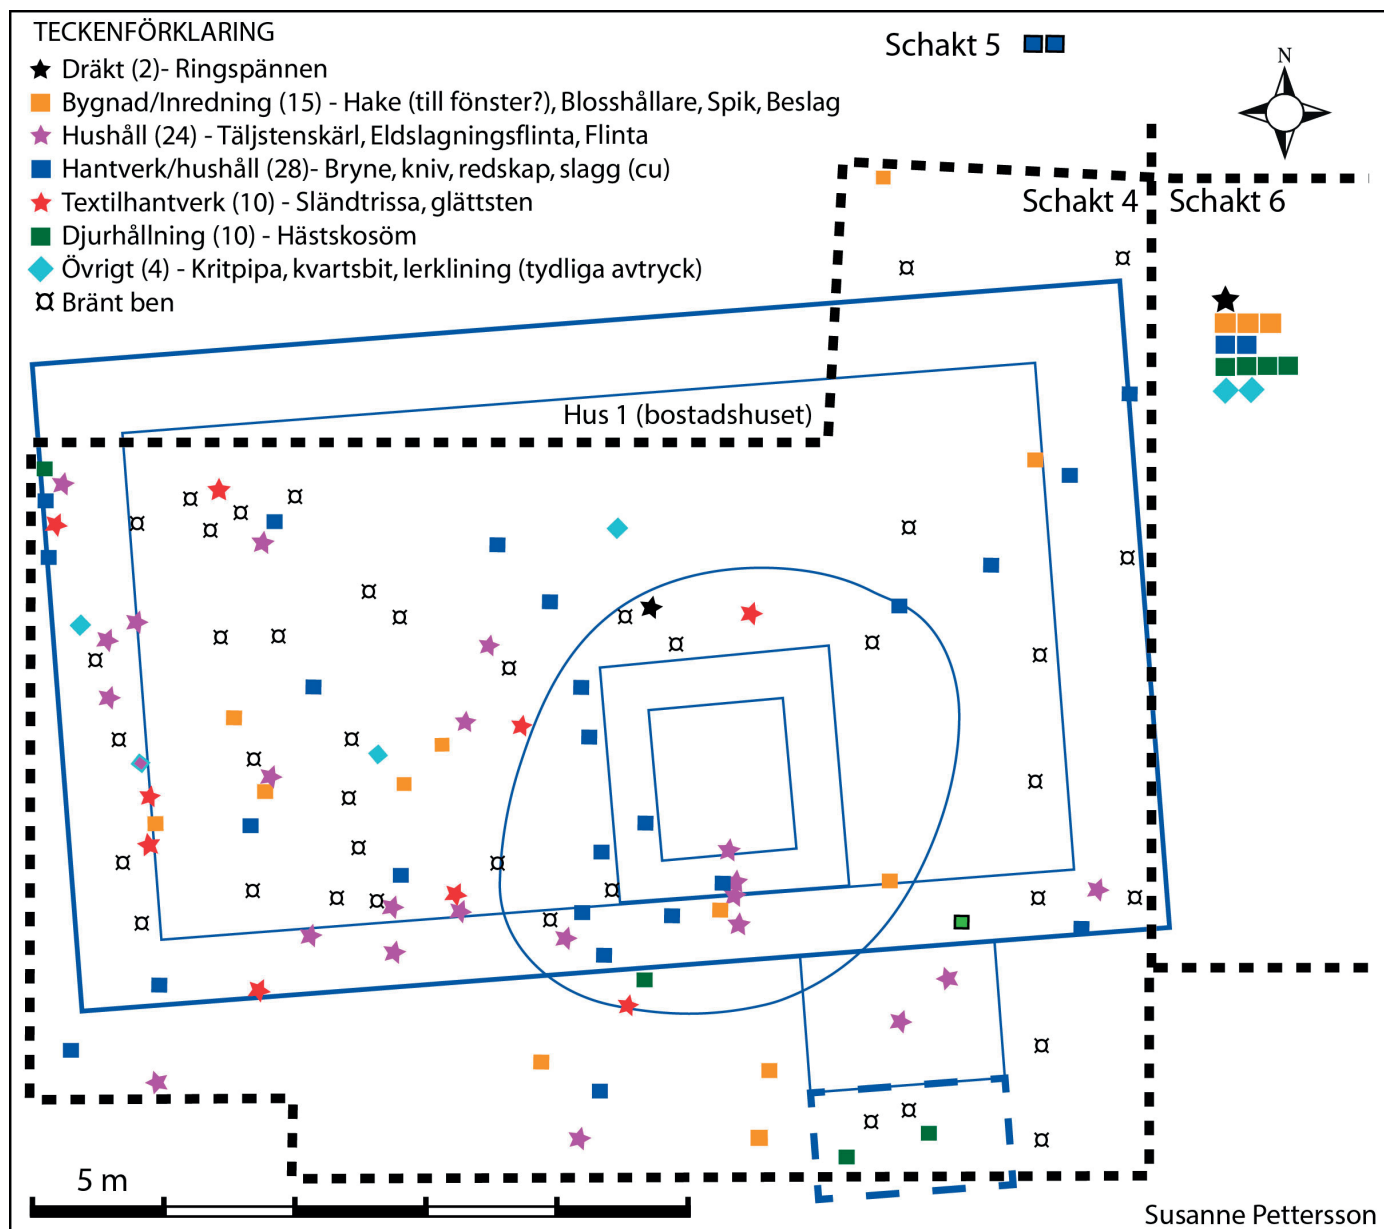 TECKENFÖRKLARING
Dräkt (2)- Ringspännen
Bygnad/Inredning (15) - Hake (till fönster?), Blosshållare, Spik, Beslag
Hushåll (24) - Täljstenskärl, Eldslagningsflinta, Flinta
Hantverk/hushåll (28)- Bryne, kniv, redskap, slagg (cu)
Textilhantverk (10) - Sländtrissa, glättsten
Djurhållning (10) - Hästskosöm
Övrigt (4) - Kritpipa, kvartsbit, lerklining (tydliga avtryck)
Bränt ben
Schakt 5
N
Schakt 4
Schakt 6
Hus 1 (bostadshuset)
5 m
Susanne Pettersson